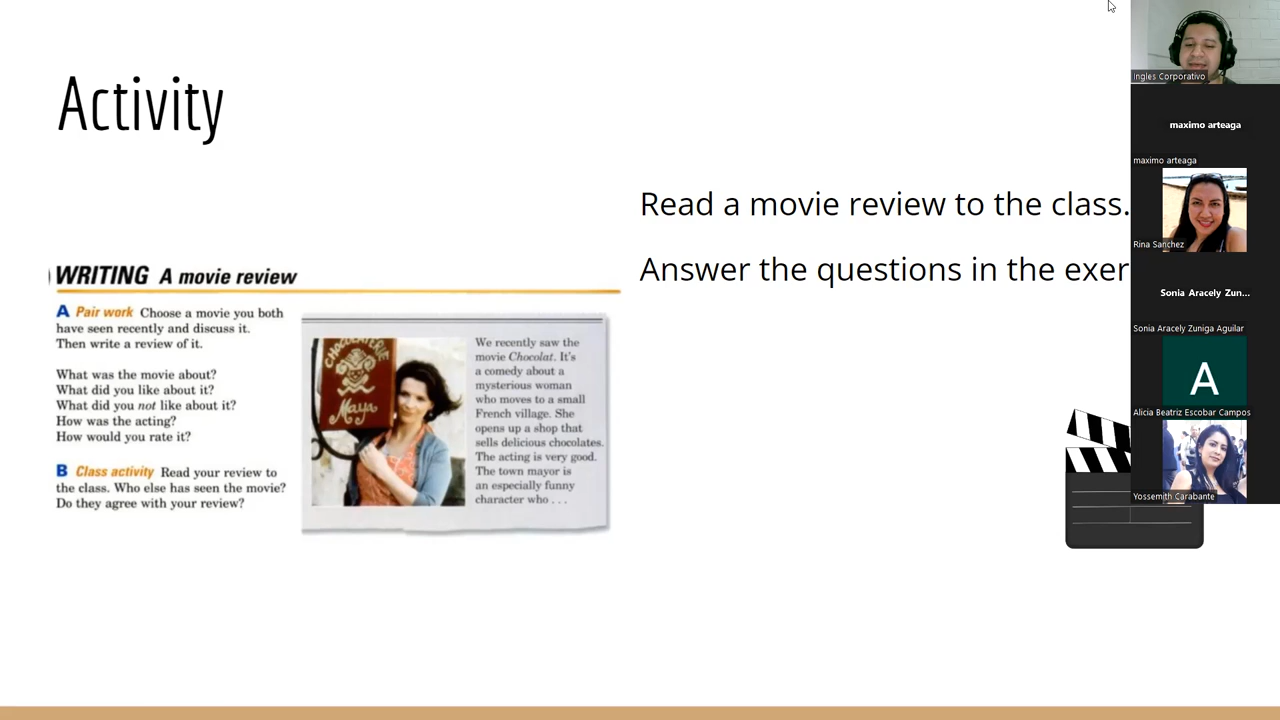 Activity
Read a movie review to the class.
Answer the questions in the exer
WRITING A movie review
A Pair work Choose a movie you both
have seen recently and discuss it.
Then write a review of it.
What was the movie about?
What did you like about it?
What did you not like about it?
How was the acting?
How would you rate it?
B Class activity Read your review to
the class. Who else has seen the movie?
Do they agree with your review?
CHOCOLATERIE
Maya
We recently saw the
movie Chocolat. It's
a comedy about a
mysterious woman
who moves to a small
French village. She
opens up a shop that
sells delicious chocolates.
The acting is very good.
The town mayor is
an especially funny
character who . . .
Ingles Corporativo
maximo arteaga
maximo arteaga
Rina Sanchez
Sonia Aracely Zun...
Sonia Aracely Zuniga Aguilar
A
Alicia Beatriz Escobar Campos
Yossemith Carabante